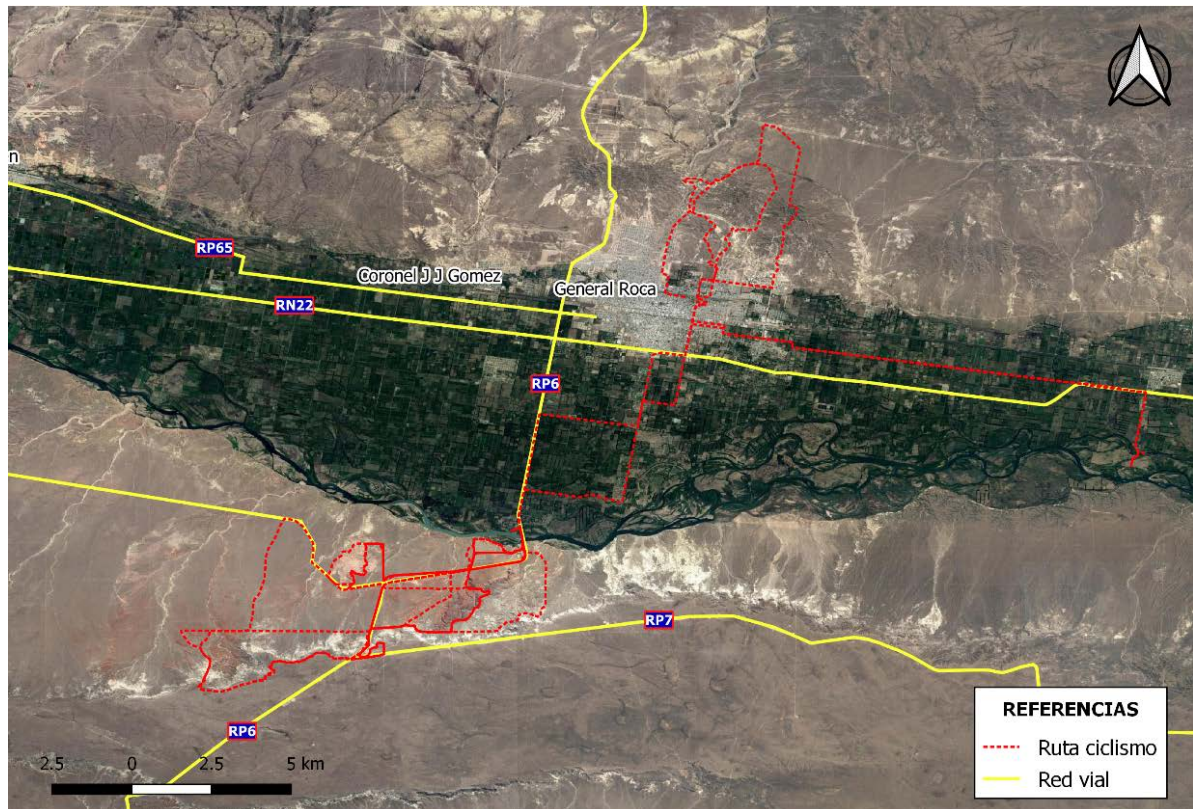 n
RP65
Coronel J J Gomez
General Roca
RN22
RP6
RP7
RP6
2.5 0 2.5 5 km
REFERENCIAS
Ruta ciclismo
Red vial